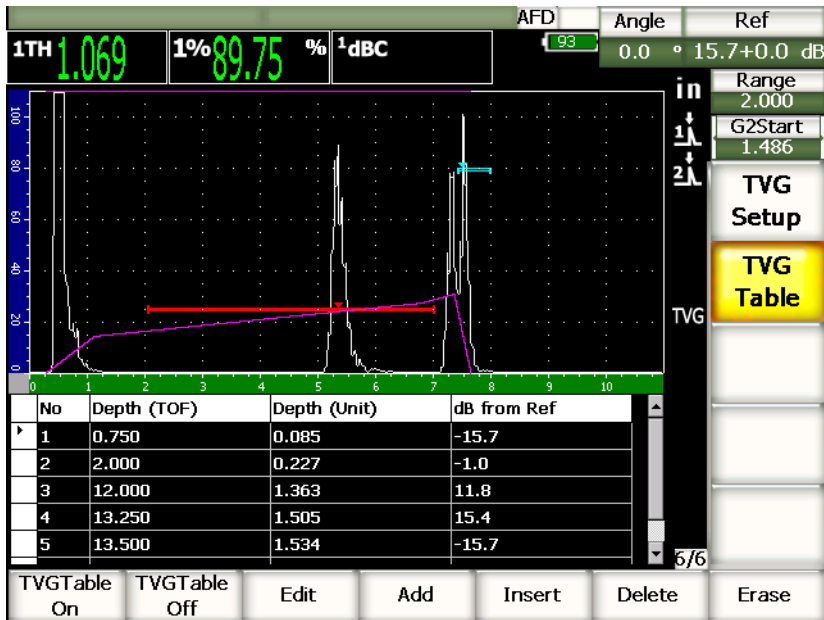 AFD
Angle
Ref
1TH 1.069
1% 89.75 %
1dBC
93
0.0 °
15.7+0.0 dB
in
Range
2.000
G2Start
1.486
1
2
TVG
Setup
TVG
Table
TVG
100
80
60
40
20
0
0 1 2 3 4 5 6 7 8 9 10
No Depth (TOF) Depth (Unit) dB from Ref
1 0.750 0.085 -15.7
2 2.000 0.227 -1.0
3 12.000 1.363 11.8
4 13.250 1.505 15.4
5 13.500 1.534 -15.7
6/6
TVGTable
On
TVGTable
Off
Edit
Add
Insert
Delete
Erase